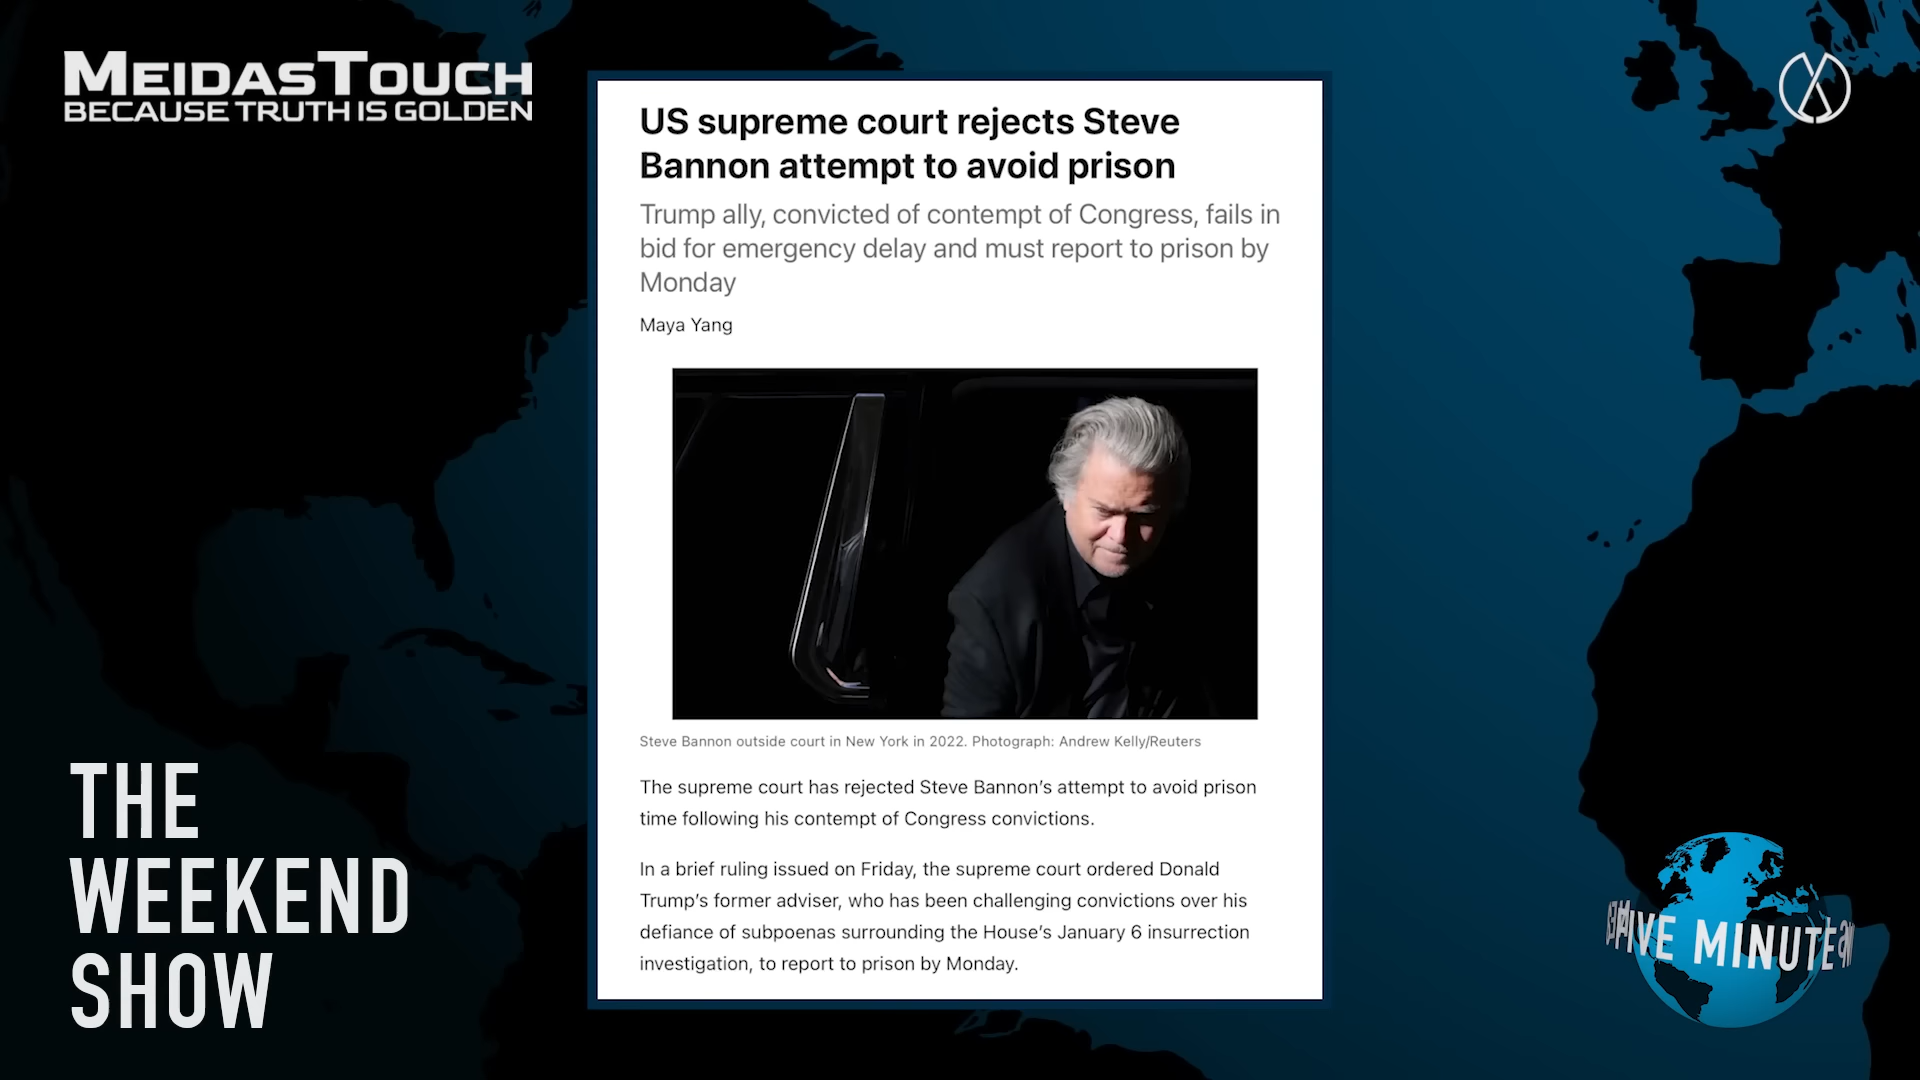 MEIDASTOUCH
BECAUSE TRUTH IS GOLDEN
US supreme court rejects Steve
Bannon attempt to avoid prison
Trump ally, convicted of contempt of Congress, fails in
bid for emergency delay and must report to prison by
Monday
Maya Yang
Steve Bannon outside court in New York in 2022. Photograph: Andrew Kelly/Reuters
The supreme court has rejected Steve Bannon’s attempt to avoid prison
time following his contempt of Congress convictions.
In a brief ruling issued on Friday, the supreme court ordered Donald
Trump’s former adviser, who has been challenging convictions over his
defiance of subpoenas surrounding the House’s January 6 insurrection
investigation, to report to prison by Monday.
THE
WEEKEND
SHOW
FIVE MINUTE